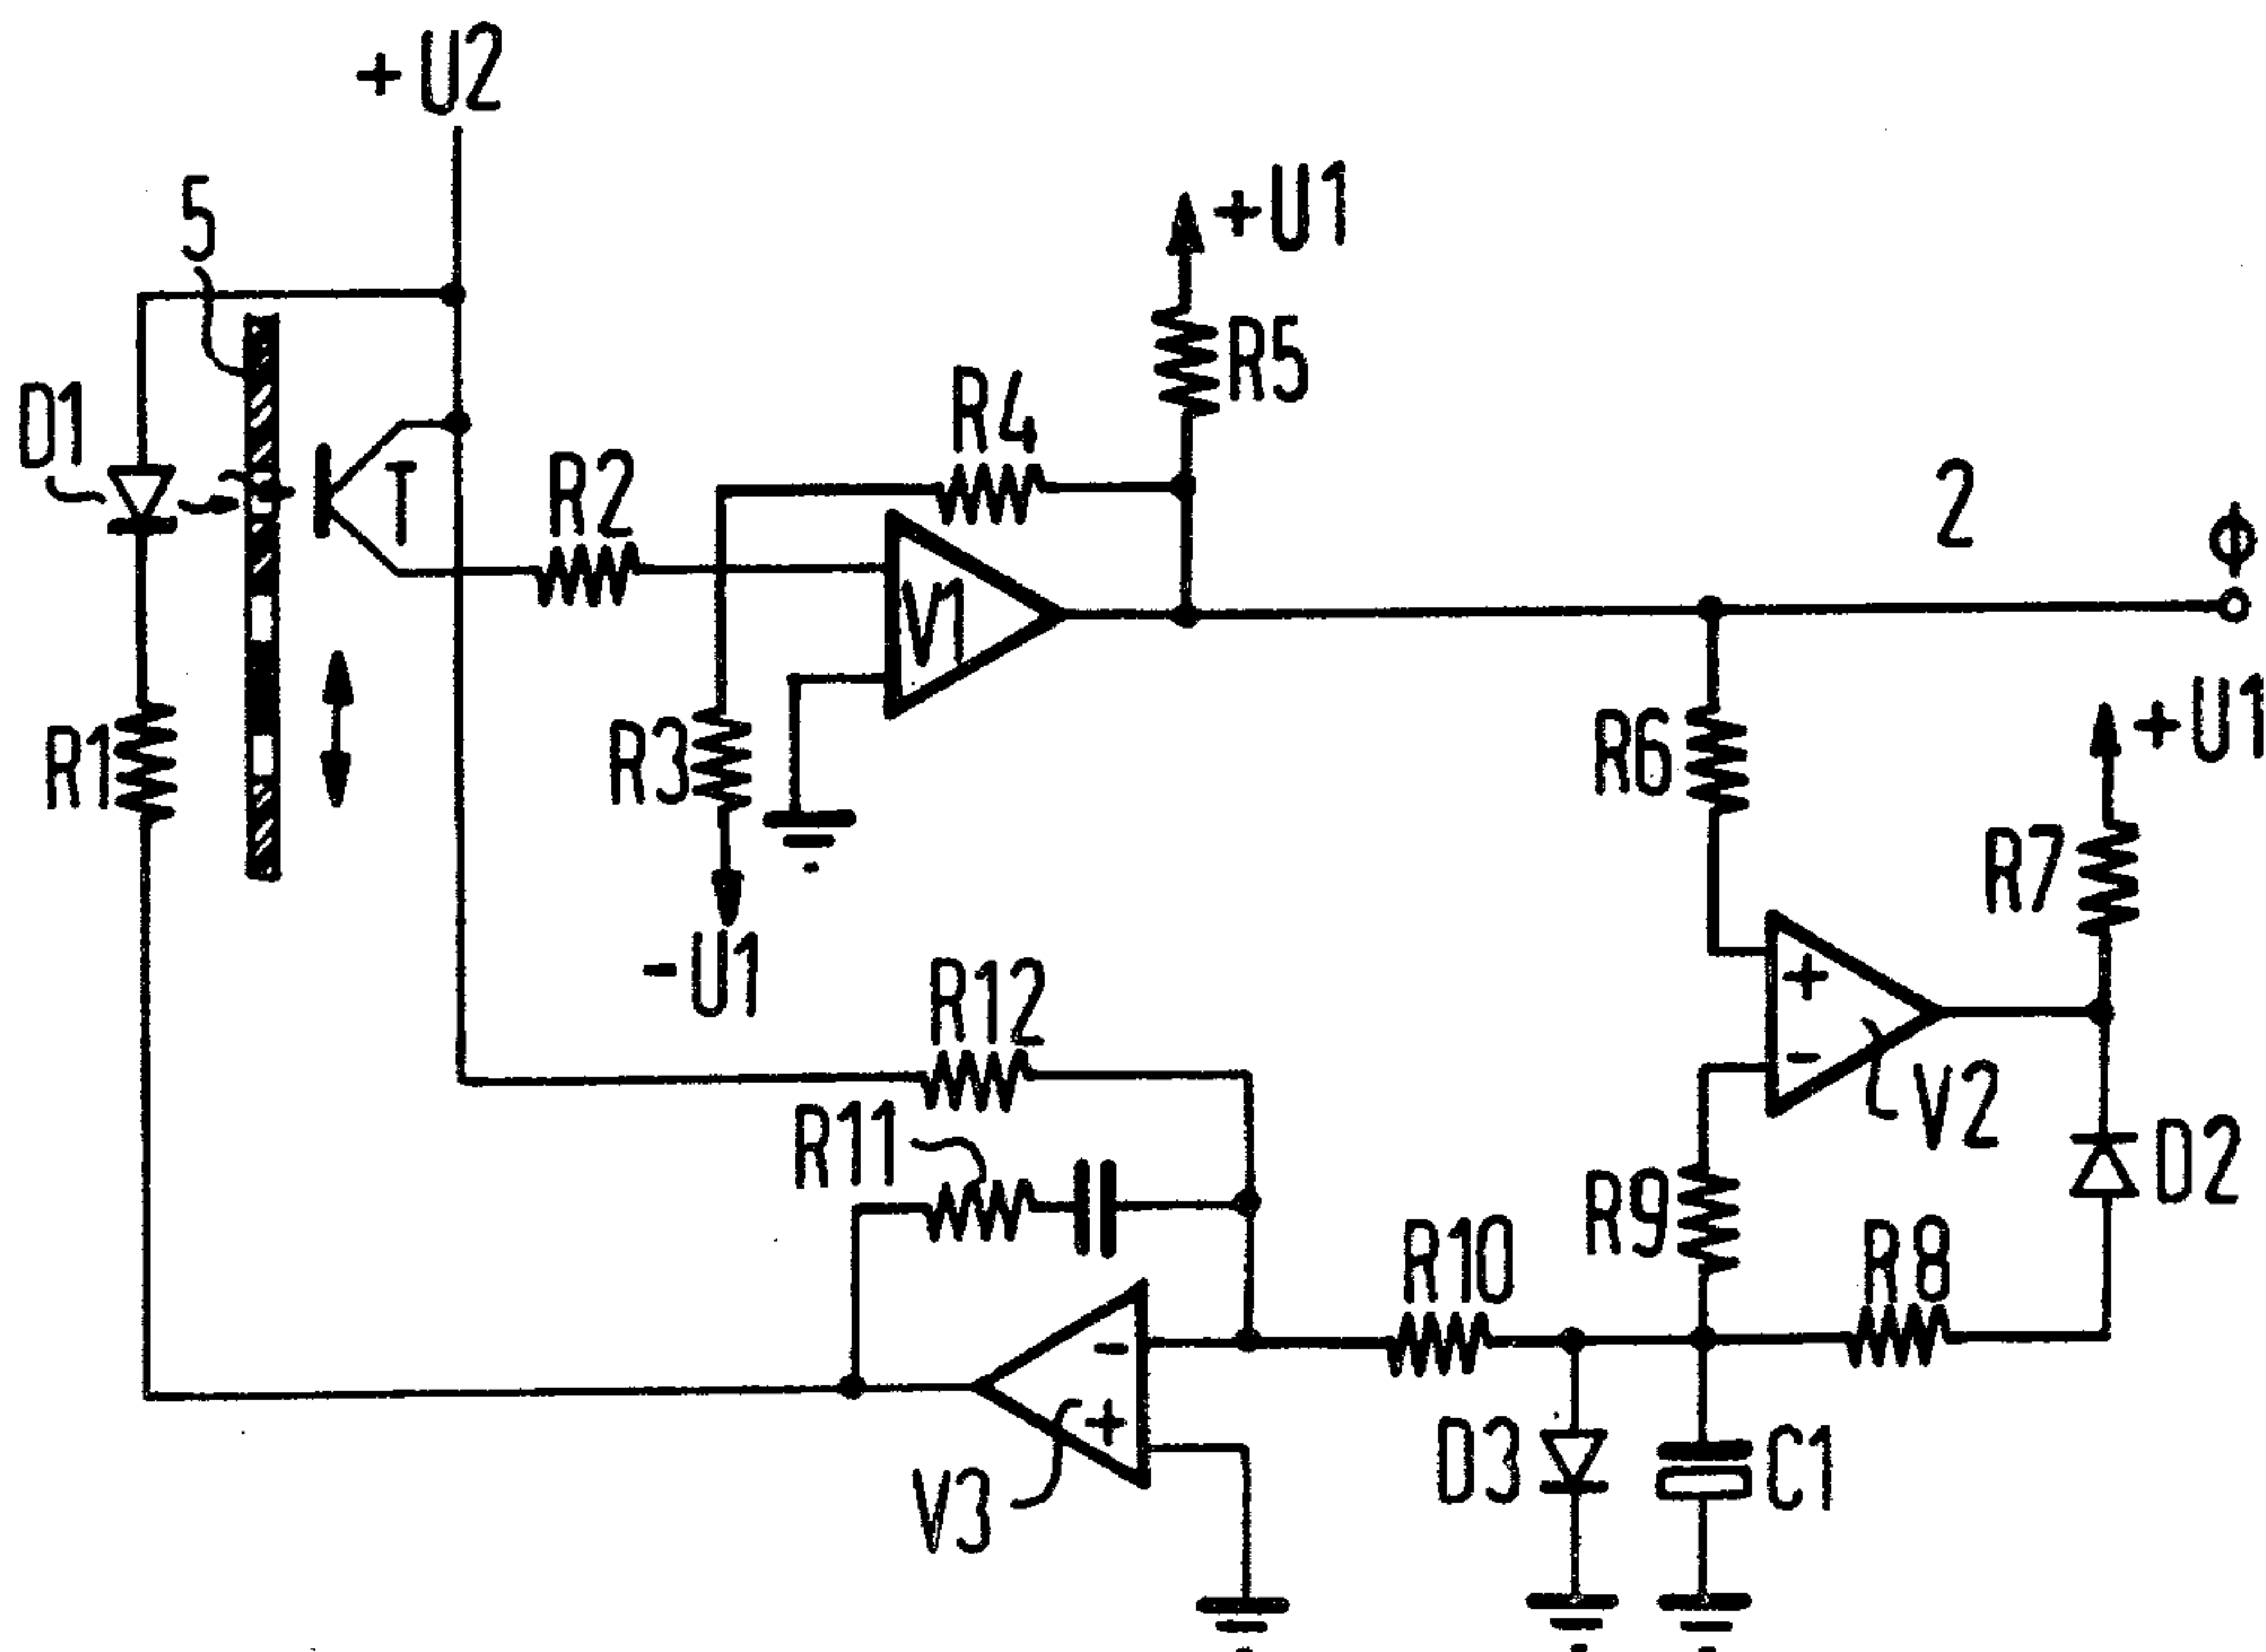 +U2
5
+U1
D1
T
R4
R5
R2
2
ϕ
V1
R1
R3
R6
+U1
R7
-U1
R12
+
-
V2
R11
D2
R9
R10
R8
-
+
V3
D3
C1